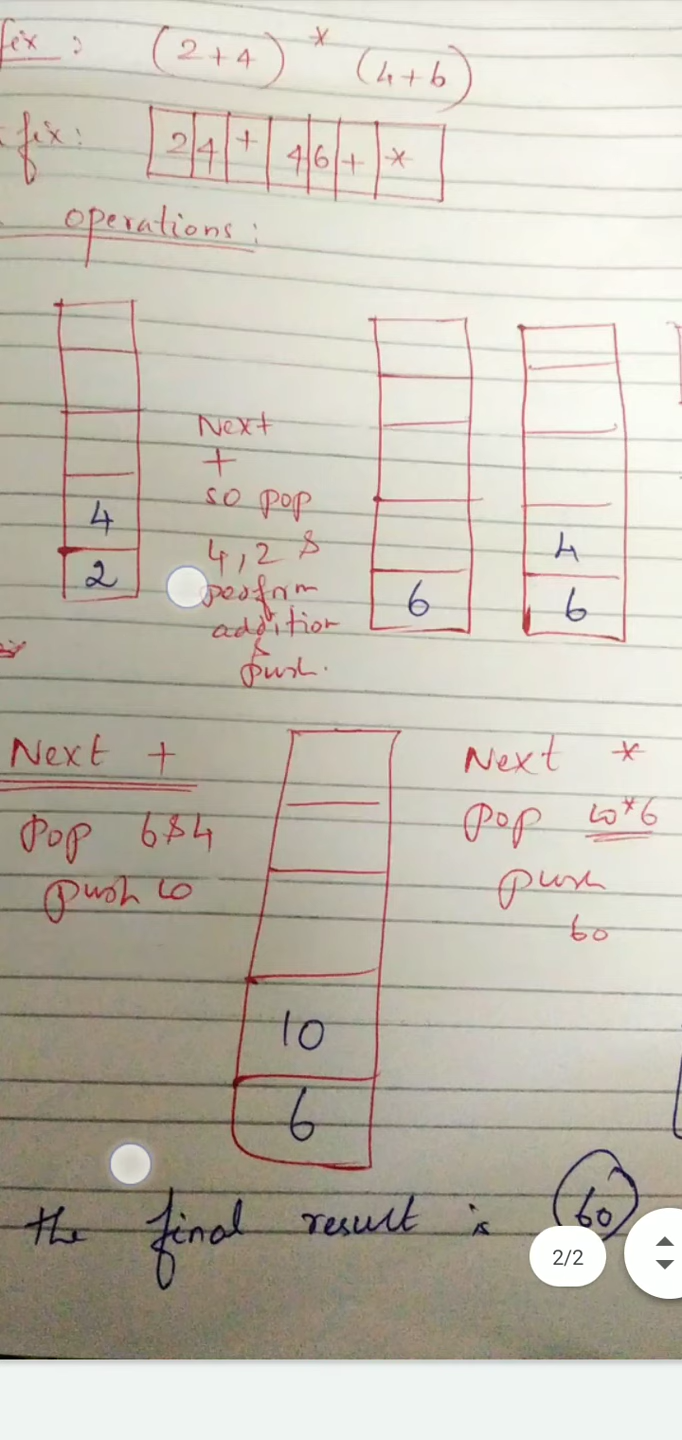 fix : (2+4) * (4+6)
fix: 2 4 + 4 6 + *
operations:
Next
+
so pop
4
4, 2 &
4
2
perform
6
6
addition
&
push.
Next +
Next *
pop 6 & 4
pop 10*6
push 10
push
60
10
6
the final result is 60
2/2